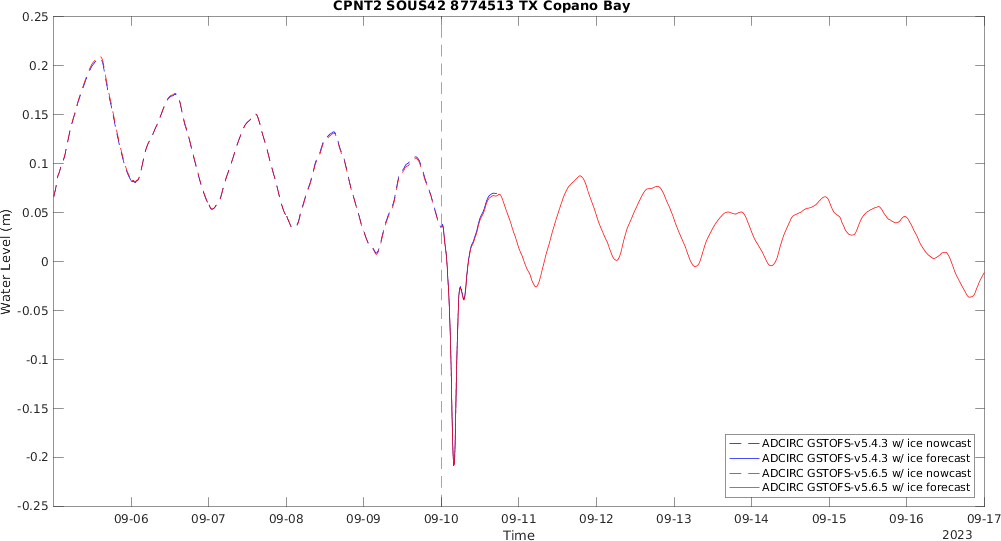 CPNT2 SOUS42 8774513 TX Copano Bay
0.25
0.2
0.15
0.1
0.05
0
-0.05
-0.1
-0.15
-0.2
-0.25
Water Level (m)
ADCIRC GSTOFS-v5.4.3 w/ ice nowcast
ADCIRC GSTOFS-v5.4.3 w/ ice forecast
ADCIRC GSTOFS-v5.6.5 w/ ice nowcast
ADCIRC GSTOFS-v5.6.5 w/ ice forecast
09-06 09-07 09-08 09-09 09-10 09-11 09-12 09-13 09-14 09-15 09-16 09-17
Time
2023